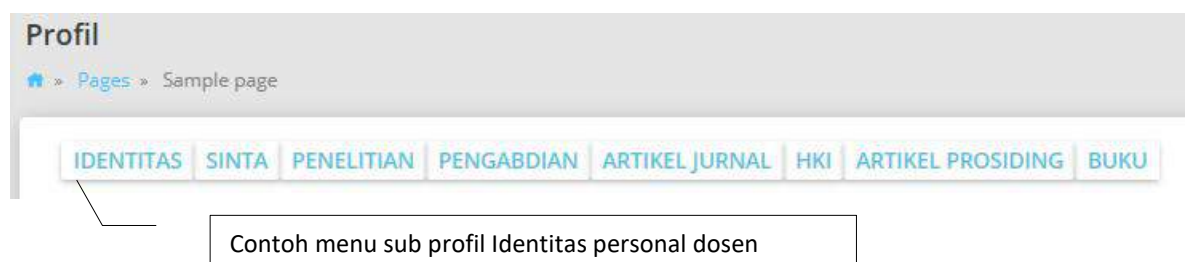 Profil
» Pages » Sample page
IDENTITAS SINTA PENELITIAN PENGABDIAN ARTIKEL JURNAL HKI ARTIKEL PROSIDING BUKU
Contoh menu sub profil Identitas personal dosen